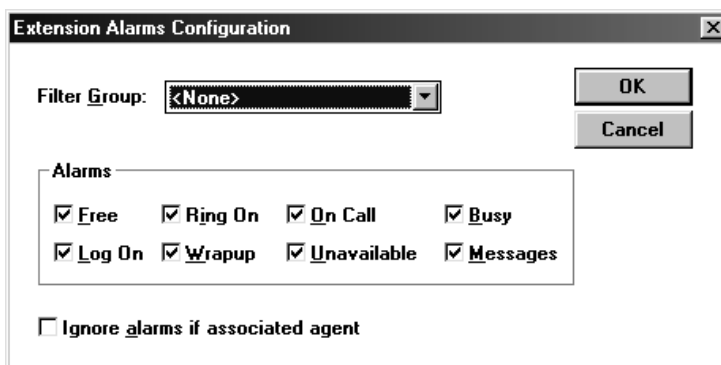 Extension Alarms Configuration
Filter Group: <None>
OK
Cancel
Alarms
Free Ring On On Call Busy
Log On Wrapup Unavailable Messages
Ignore alarms if associated agent